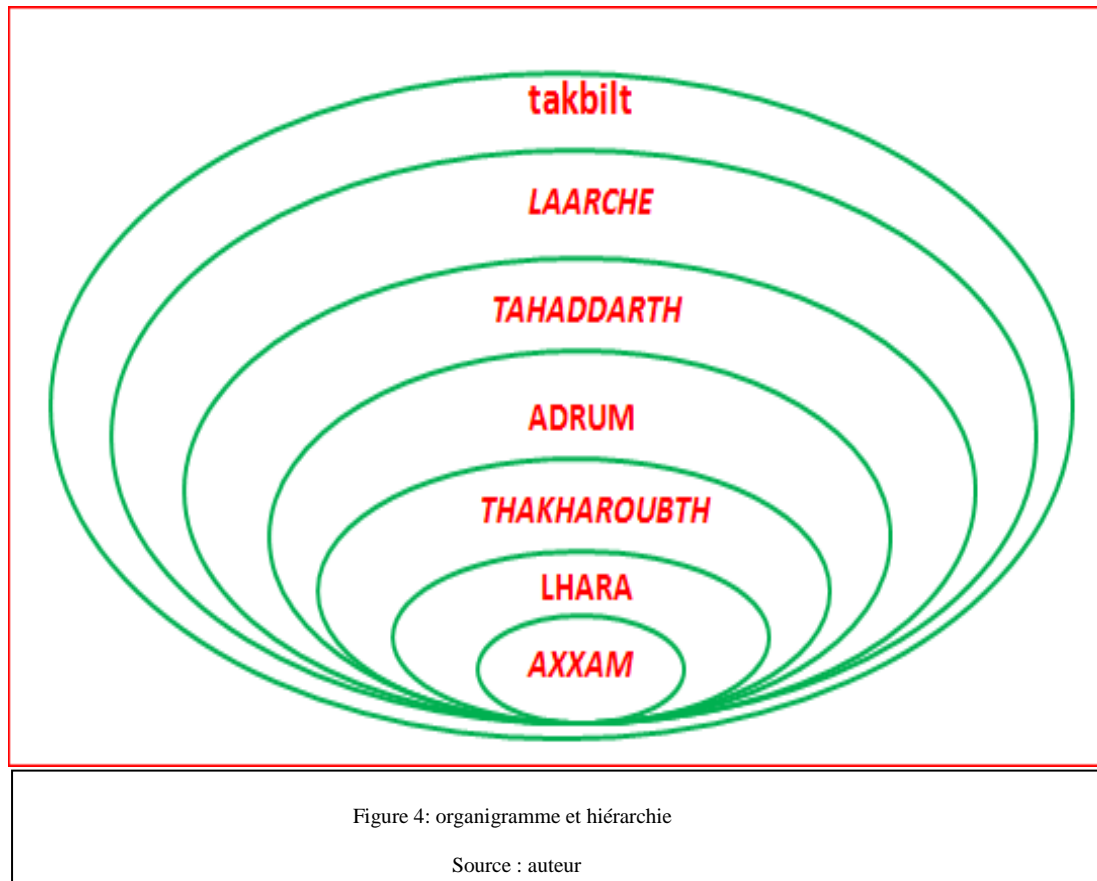 takbilt
LAARCHE
TAHADDARTH
ADRUM
THAKHAROUBTH
LHARA
AXXAM
Figure 4: organigramme et hiérarchie
Source : auteur